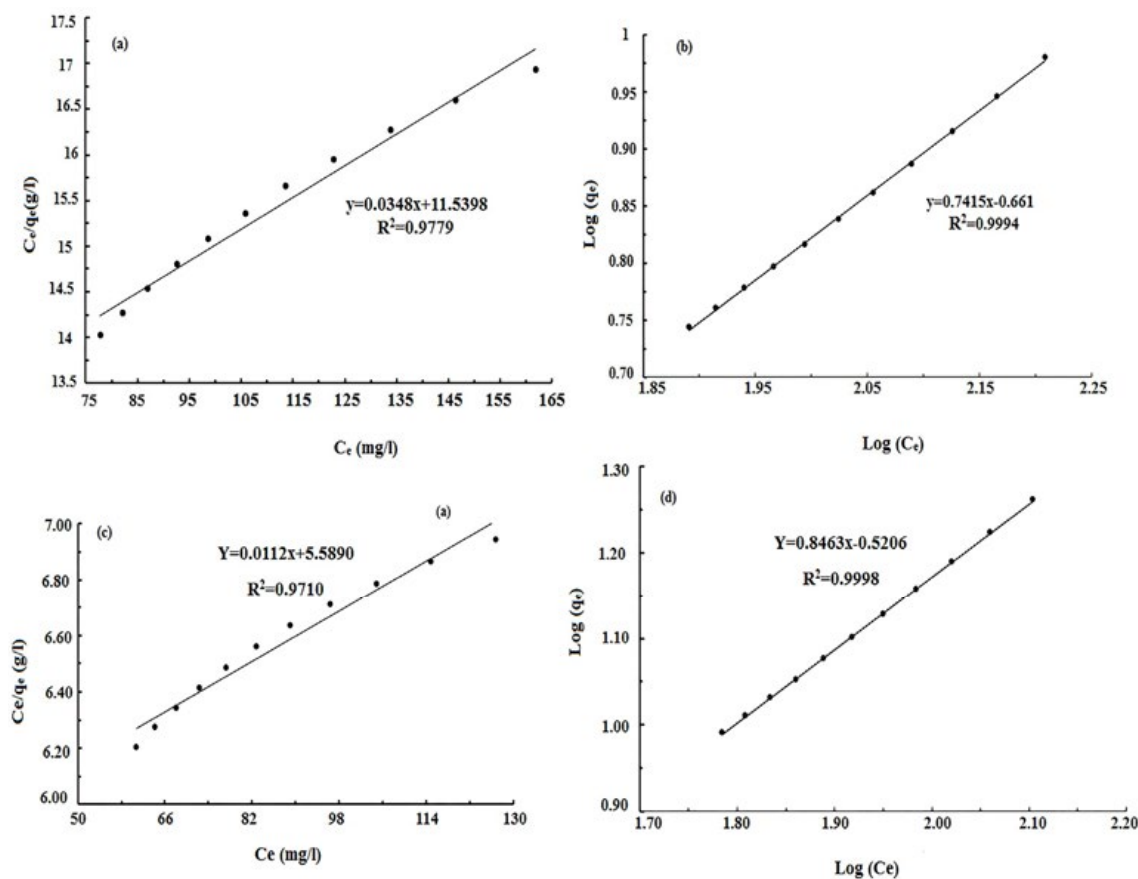 (a)
17.5
17
16.5
16
15.5
15
14.5
14
13.5
Cₑ/qₑ(g/l)
y=0.0348x+11.5398
R²=0.9779
75 85 95 105 115 125 135 145 155 165
Cₑ (mg/l)
(b)
1
0.95
0.90
0.85
0.80
0.75
0.70
Log (qₑ)
y=0.7415x-0.661
R²=0.9994
1.85 1.95 2.05 2.15 2.25
Log (Cₑ)
(c)
(a)
7.00
6.80
6.60
6.40
6.20
6.00
Ce/qₑ (g/l)
Y=0.0112x+5.5890
R²=0.9710
50 66 82 98 114 130
Ce (mg/l)
(d)
1.30
1.20
1.10
1.00
0.90
Log (qₑ)
Y=0.8463x-0.5206
R²=0.9998
1.70 1.80 1.90 2.00 2.10 2.20
Log (Ce)